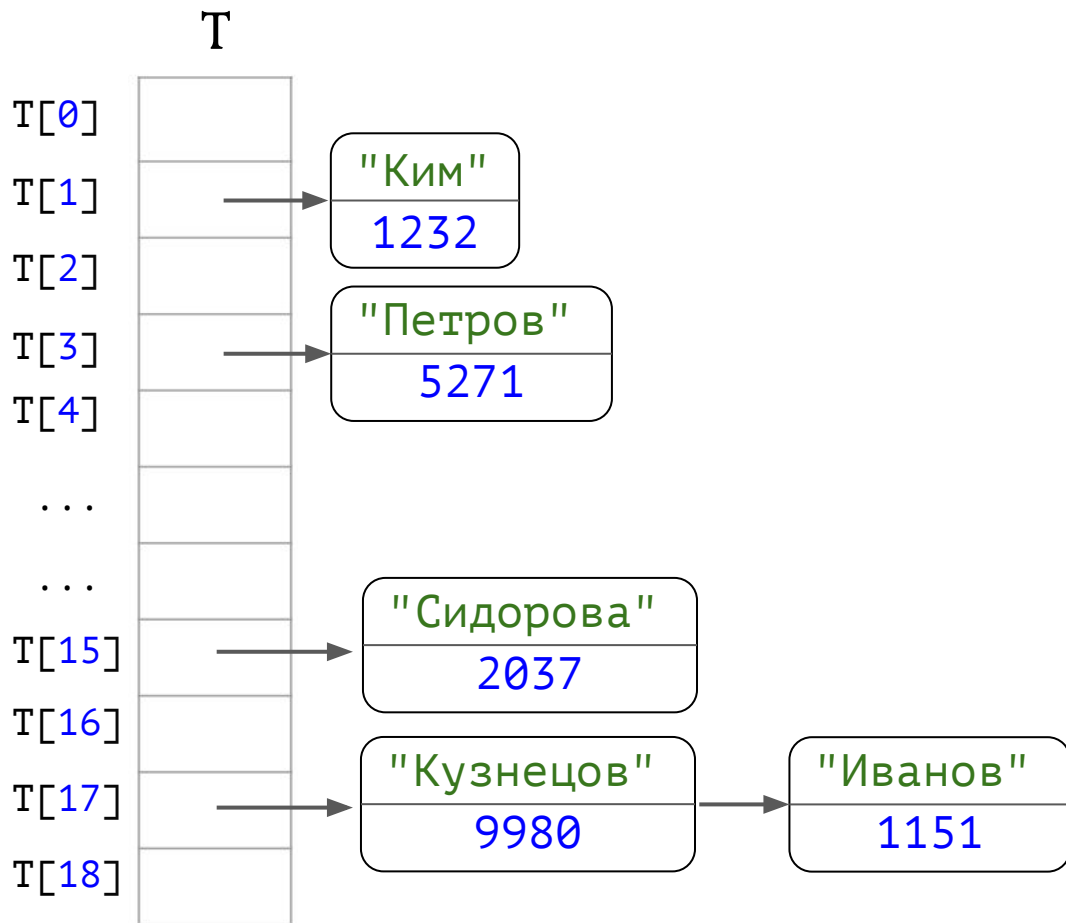 T
T[0]
T[1]
"Ким"
1232
T[2]
T[3]
"Петров"
5271
T[4]
...
...
T[15]
"Сидорова"
2037
T[16]
T[17]
"Кузнецов"
9980
"Иванов"
1151
T[18]